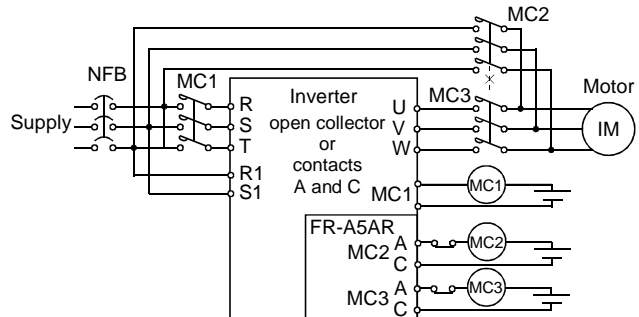 MC2
NFB
MC1
Inverter
open collector
or
contacts
A and C
R
S
T
R1
S1
U
V
W
MC3
Motor
IM
Supply
MC1
MC1
FR-A5AR
MC2
A
C
MC2
MC3
A
C
MC3